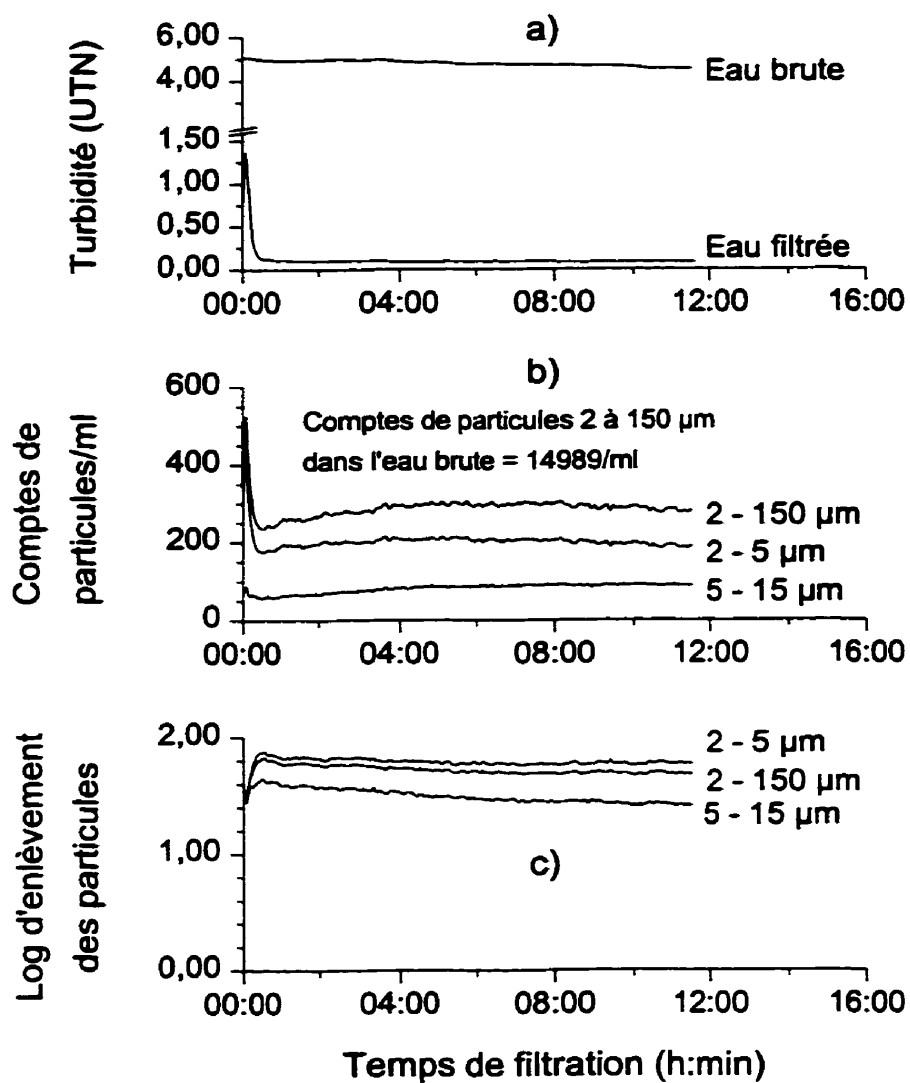 a)
Turbidité (UTN)
6,00
4,00
1,50
1,00
0,50
0,00
Eau brute
Eau filtrée
00:00 04:00 08:00 12:00 16:00
b)
Comptes de
particules/ml
600
400
200
0
Comptes de particules 2 à 150 µm
dans l'eau brute = 14989/ml
2 - 150 µm
2 - 5 µm
5 - 15 µm
00:00 04:00 08:00 12:00 16:00
Log d'enlèvement
des particules
2,00
1,00
0,00
2 - 5 µm
2 - 150 µm
5 - 15 µm
c)
00:00 04:00 08:00 12:00 16:00
Temps de filtration (h:min)